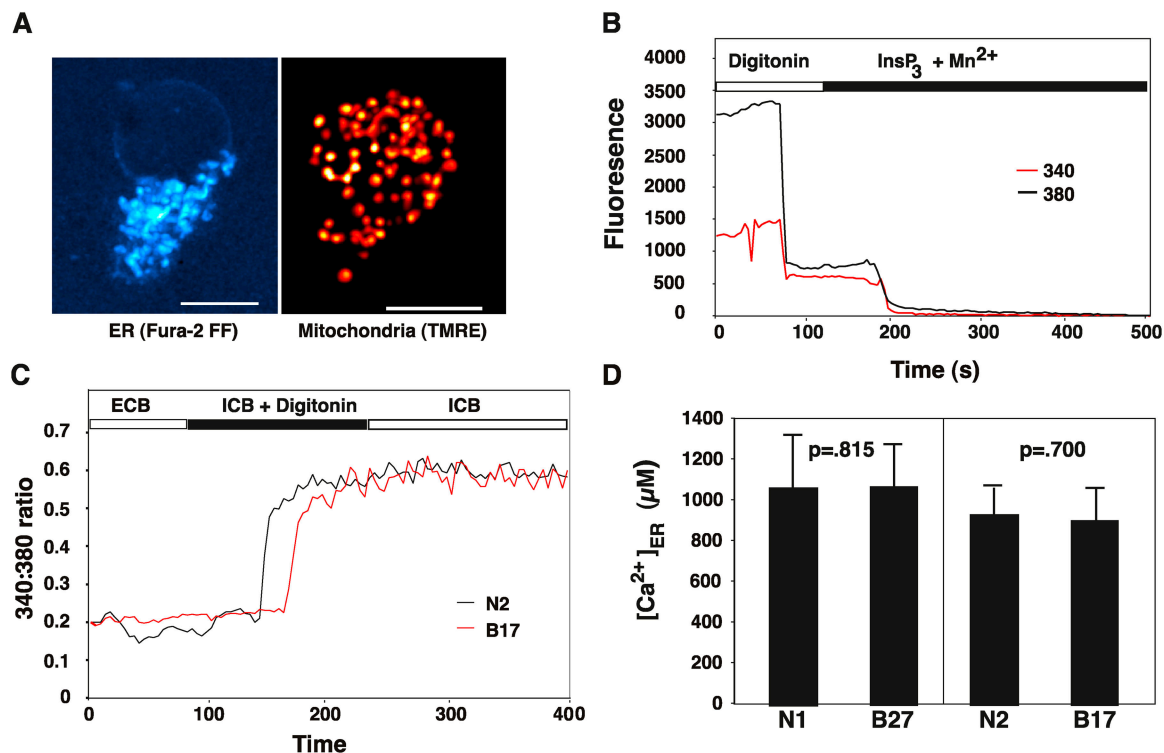 A
ER (Fura-2 FF)
Mitochondria (TMRE)
B
4000
3500
3000
2500
2000
1500
1000
500
0
Fluoresence
Digitonin
InsP3 + Mn2+
340
380
0
100
200
300
400
500
Time (s)
C
ECB
ICB + Digitonin
ICB
0.7
0.6
0.5
0.4
0.3
0.2
0.1
0
340:380 ratio
N2
B17
0
100
200
300
400
Time
D
1400
1200
1000
800
600
400
200
0
[Ca2+]ER (µM)
p=.815
p=.700
N1
B27
N2
B17